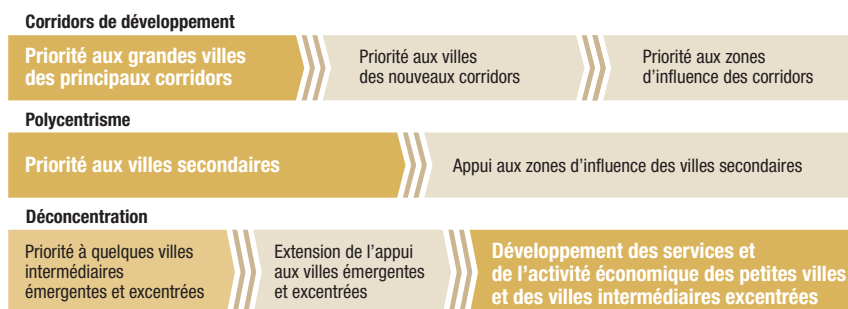 Corridors de développement
Priorité aux grandes villes
des principaux corridors
Priorité aux villes
des nouveaux corridors
Priorité aux zones
d’influence des corridors
Polycentrisme
Priorité aux villes secondaires
Appui aux zones d’influence des villes secondaires
Déconcentration
Priorité à quelques villes
intermédiaires
émergentes et excentrées
Extension de l’appui
aux villes émergentes
et excentrées
Développement des services et
de l’activité économique des petites villes
et des villes intermédiaires excentrées